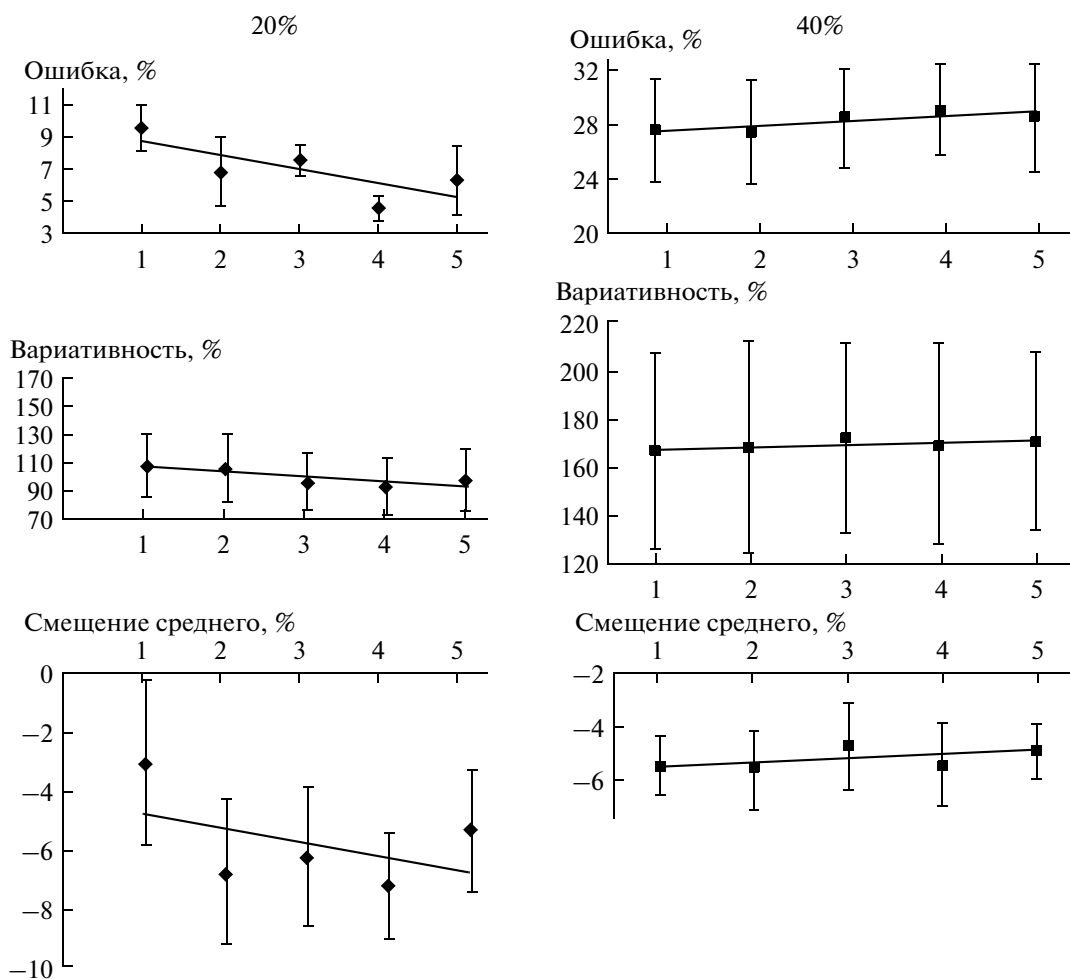 20%
Ошибка, %
11
9
7
5
3
1 2 3 4 5
Вариативность, %
170
150
130
110
90
70
1 2 3 4 5
Смещение среднего, %
1 2 3 4 5
0
−2
−4
−6
−8
−10
40%
Ошибка, %
32
28
24
20
1 2 3 4 5
Вариативность, %
220
200
180
160
140
120
1 2 3 4 5
Смещение среднего, %
1 2 3 4 5
−2
−4
−6